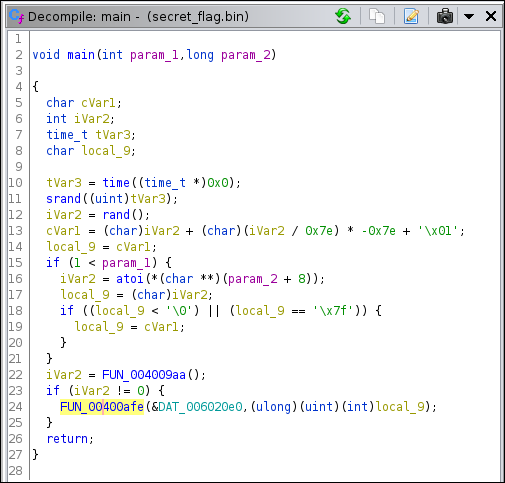 Decompile: main - (secret_flag.bin)
1
2 void main(int param_1,long param_2)
3
4 {
5 char cVar1;
6 int iVar2;
7 time_t tVar3;
8 char local_9;
9
10 tVar3 = time((time_t *)0x0);
11 srand((uint)tVar3);
12 iVar2 = rand();
13 cVar1 = (char)iVar2 + (char)(iVar2 / 0x7e) * -0x7e + '\x01';
14 local_9 = cVar1;
15 if (1 < param_1) {
16 iVar2 = atoi(*(char **)(param_2 + 8));
17 local_9 = (char)iVar2;
18 if ((local_9 < '\0') || (local_9 == '\x7f')) {
19 local_9 = cVar1;
20 }
21 }
22 iVar2 = FUN_004009aa();
23 if (iVar2 != 0) {
24 FUN_00400afe(&DAT_006020e0,(ulong)(uint)(int)local_9);
25 }
26 return;
27 }
28